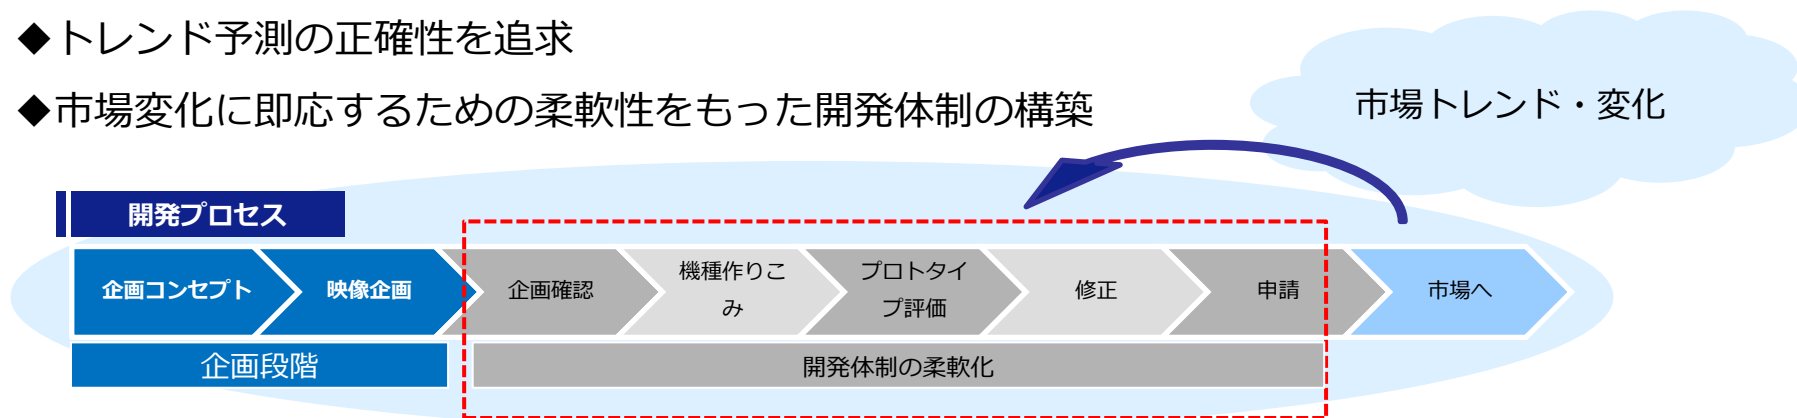 ◆トレンド予測の正確性を追求
◆市場変化に即応するための柔軟性をもった開発体制の構築
市場トレンド・変化
開発プロセス
企画コンセプト
映像企画
企画確認
機種作りこ
み
プロトタイ
プ評価
修正
申請
市場へ
企画段階
開発体制の柔軟化